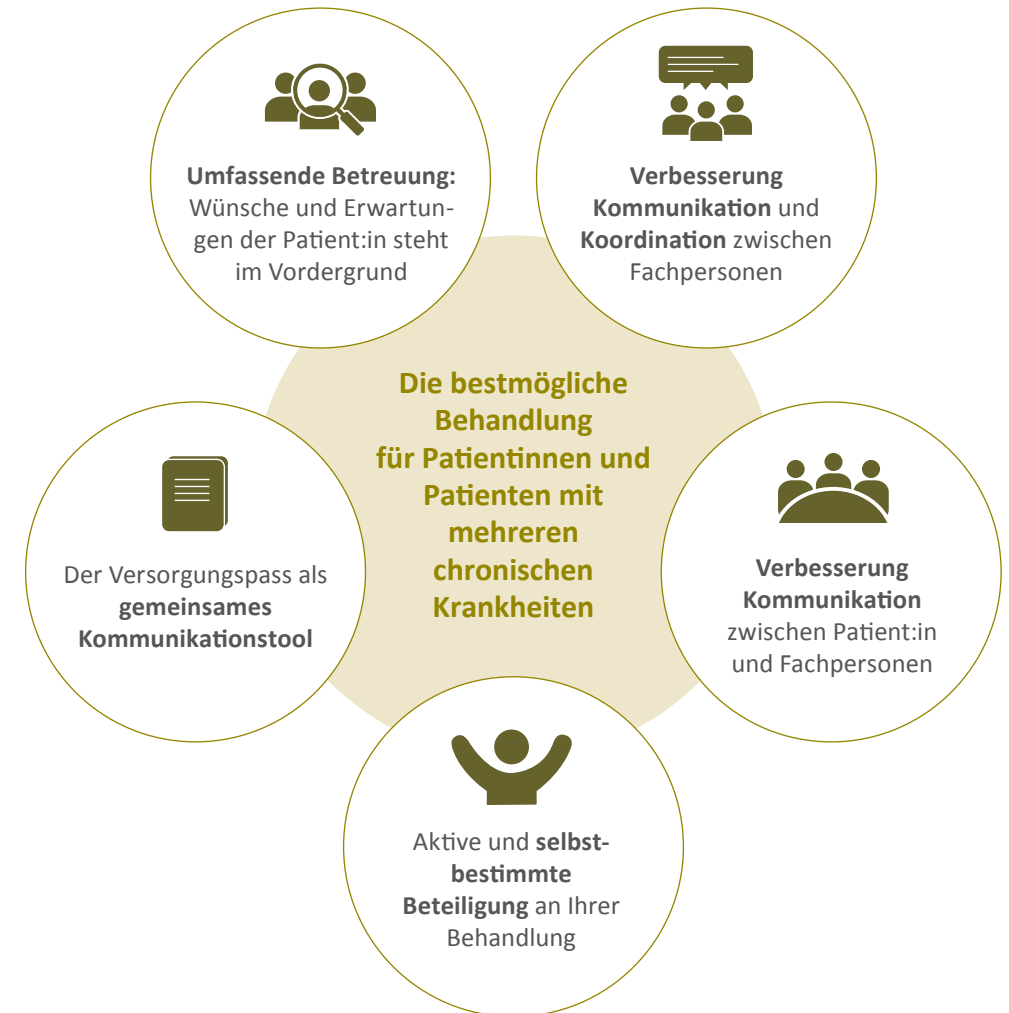 Umfassende Betreuung:
Wünsche und Erwartun-
gen der Patient:in steht
im Vordergrund
Verbesserung
Kommunikation und
Koordination zwischen
Fachpersonen
Die bestmögliche
Behandlung
für Patientinnen und
Patienten mit
mehreren
chronischen
Krankheiten
Der Versorgungspass als
gemeinsames
Kommunikationstool
Verbesserung
Kommunikation
zwischen Patient:in
und Fachpersonen
Aktive und selbst-
bestimmte
Beteiligung an Ihrer
Behandlung